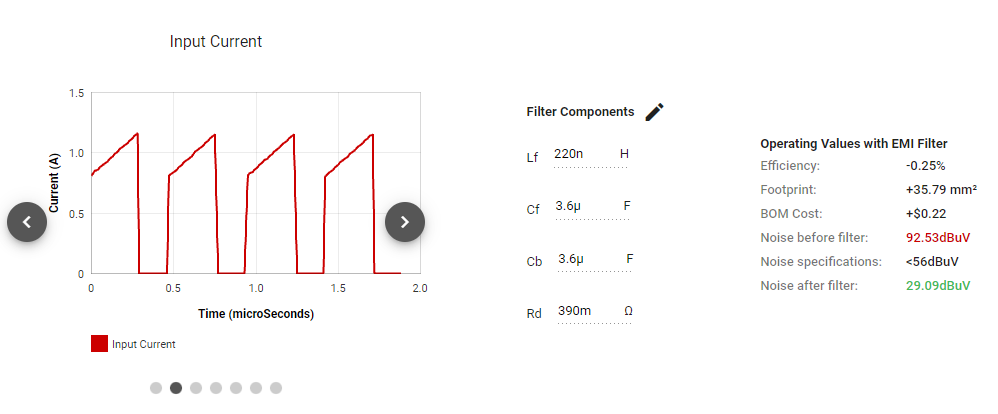 Input Current
1.5
1.0
0.5
0
Current (A)
0 0.5 1.0 1.5 2.0
Time (microSeconds)
Input Current
Filter Components
Lf 220n H
Cf 3.6µ F
Cb 3.6µ F
Rd 390m Ω
Operating Values with EMI Filter
Efficiency: -0.25%
Footprint: +35.79 mm²
BOM Cost: +$0.22
Noise before filter: 92.53dBuV
Noise specifications: <56dBuV
Noise after filter: 29.09dBuV